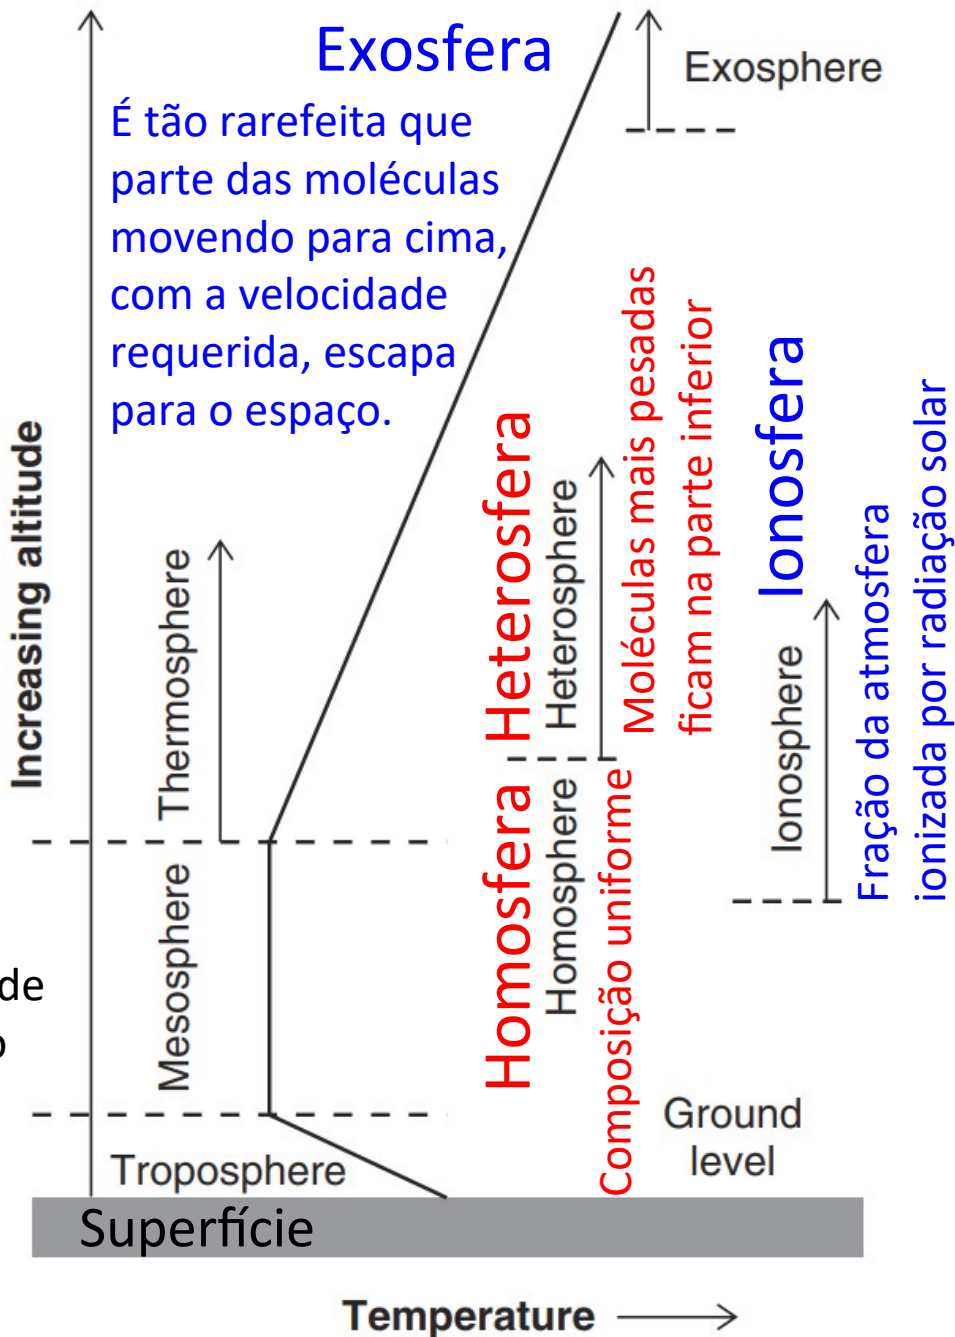 Exosfera
Exosphere
É tão rarefeita que
parte das moléculas
movendo para cima,
com a velocidade
requerida, escapa
para o espaço.
Increasing altitude
Thermosphere
Mesosphere
Troposphere
Heterosfera
Heterosphere
Moléculas mais pesadas
ficam na parte inferior
Homosfera
Homosphere
Composição uniforme
Ionosfera
Ionosphere
Fração da atmosfera
ionizada por radiação solar
de
o
Ground
level
Superfície
Temperature